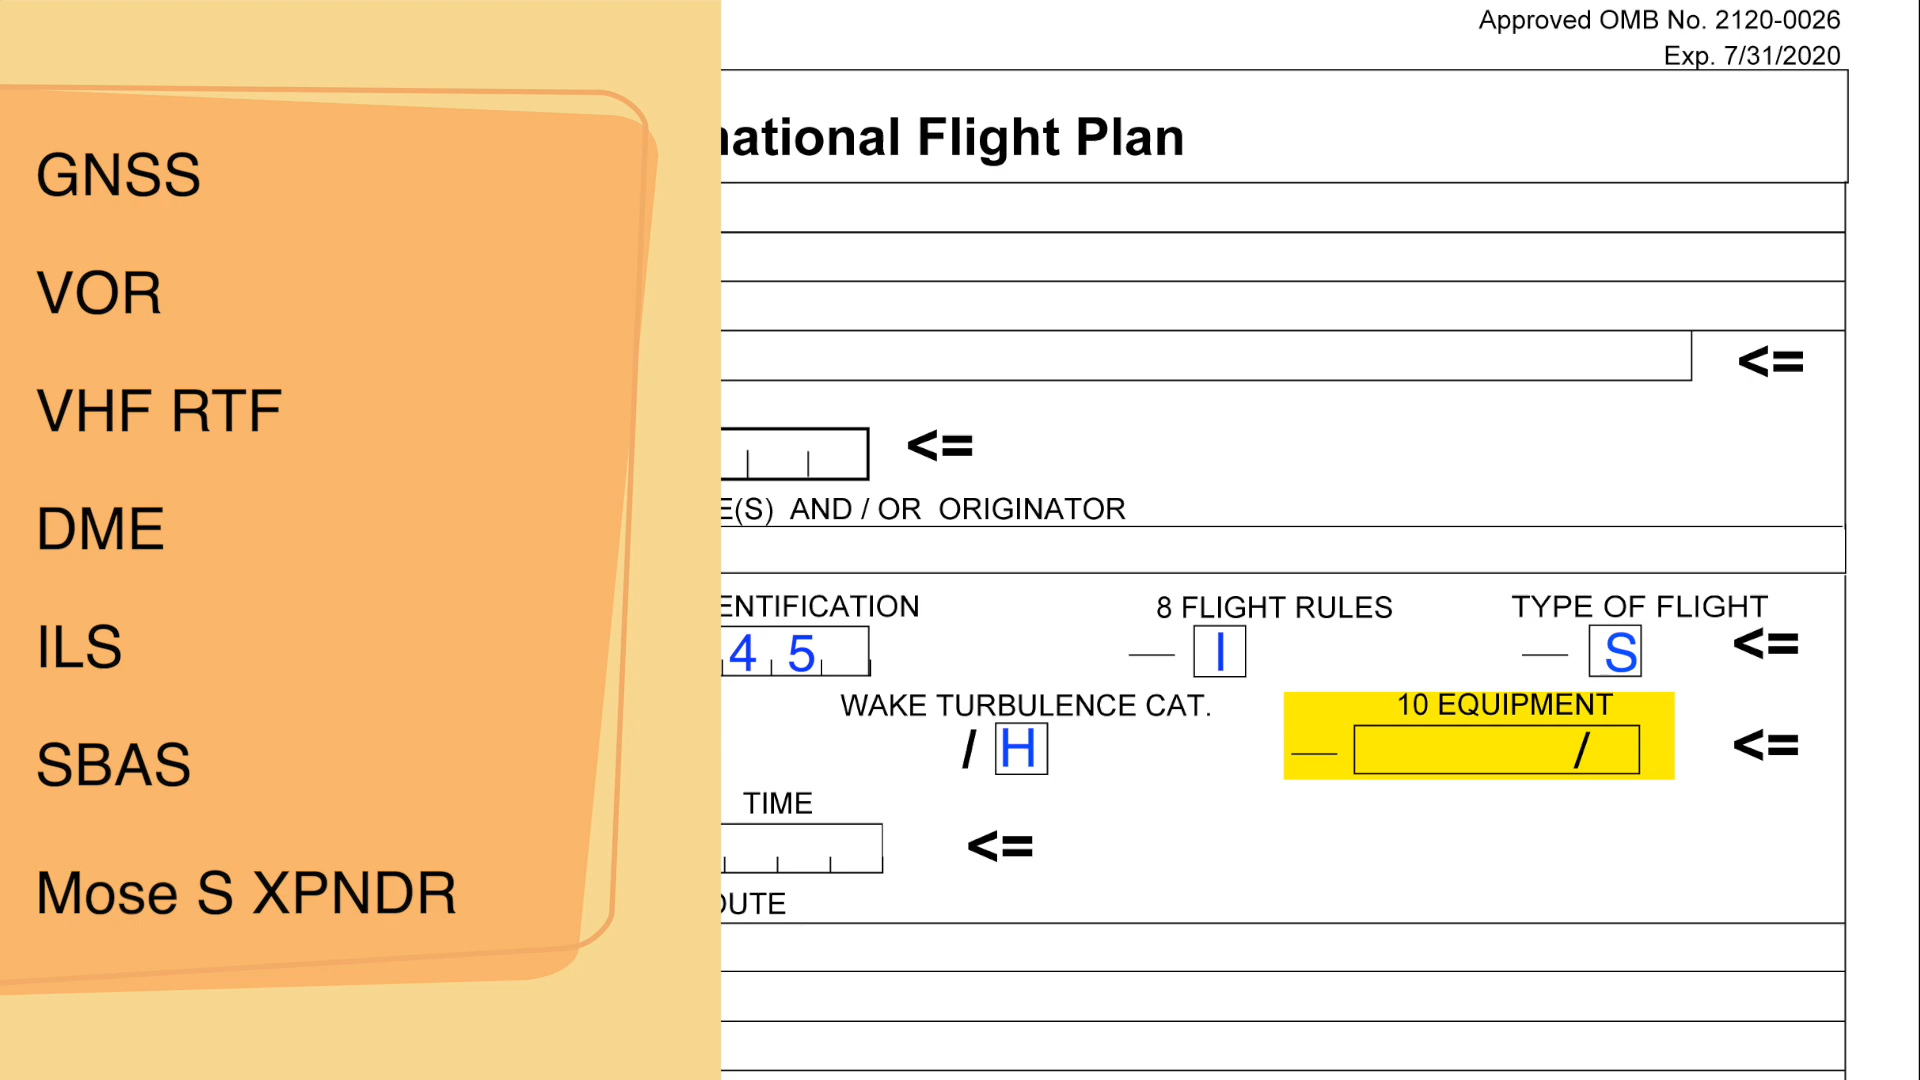 GNSS
VOR
VHF RTF
DME
ILS
SBAS
Mose S XPNDR
Approved OMB No. 2120-0026
Exp. 7/31/2020
national Flight Plan
<=
<=
E(S) AND / OR ORIGINATOR
ENTIFICATION 8 FLIGHT RULES TYPE OF FLIGHT
4 5 — I — S <=
WAKE TURBULENCE CAT. 10 EQUIPMENT
/ H — / <=
TIME
<=
OUTE